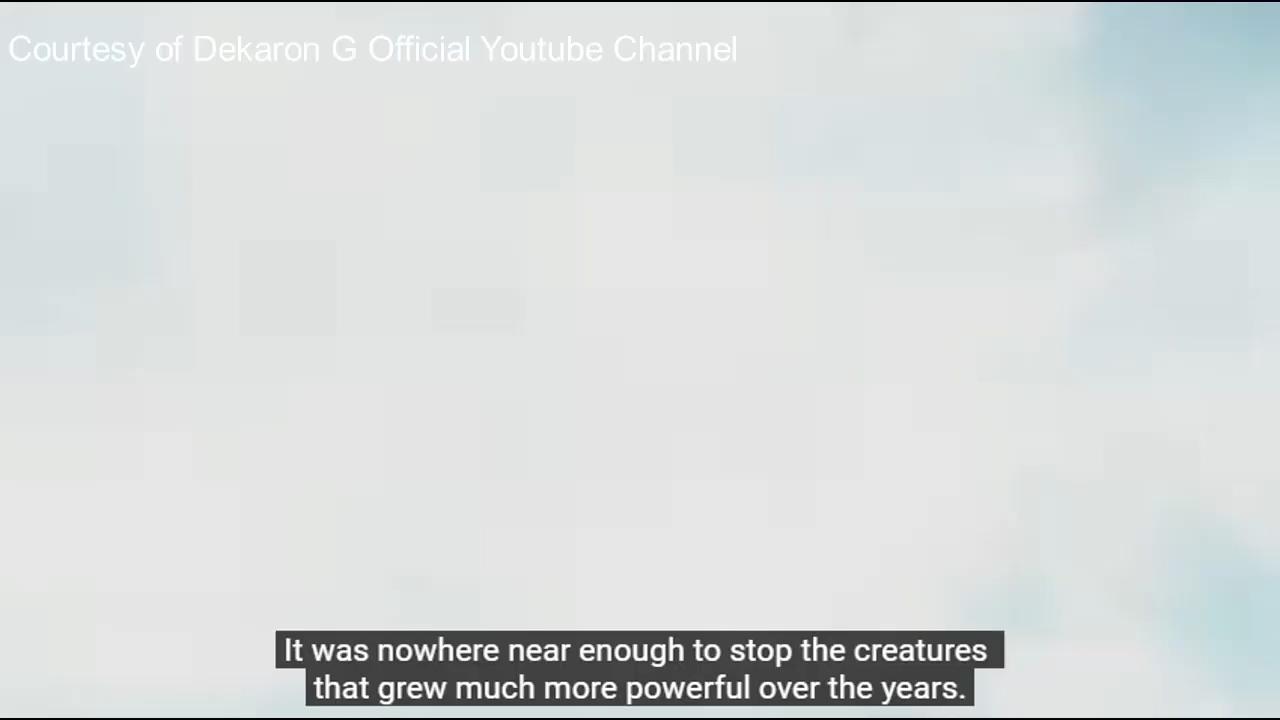 Courtesy of Dekaron G Official Youtube Channel
It was nowhere near enough to stop the creatures
that grew much more powerful over the years.